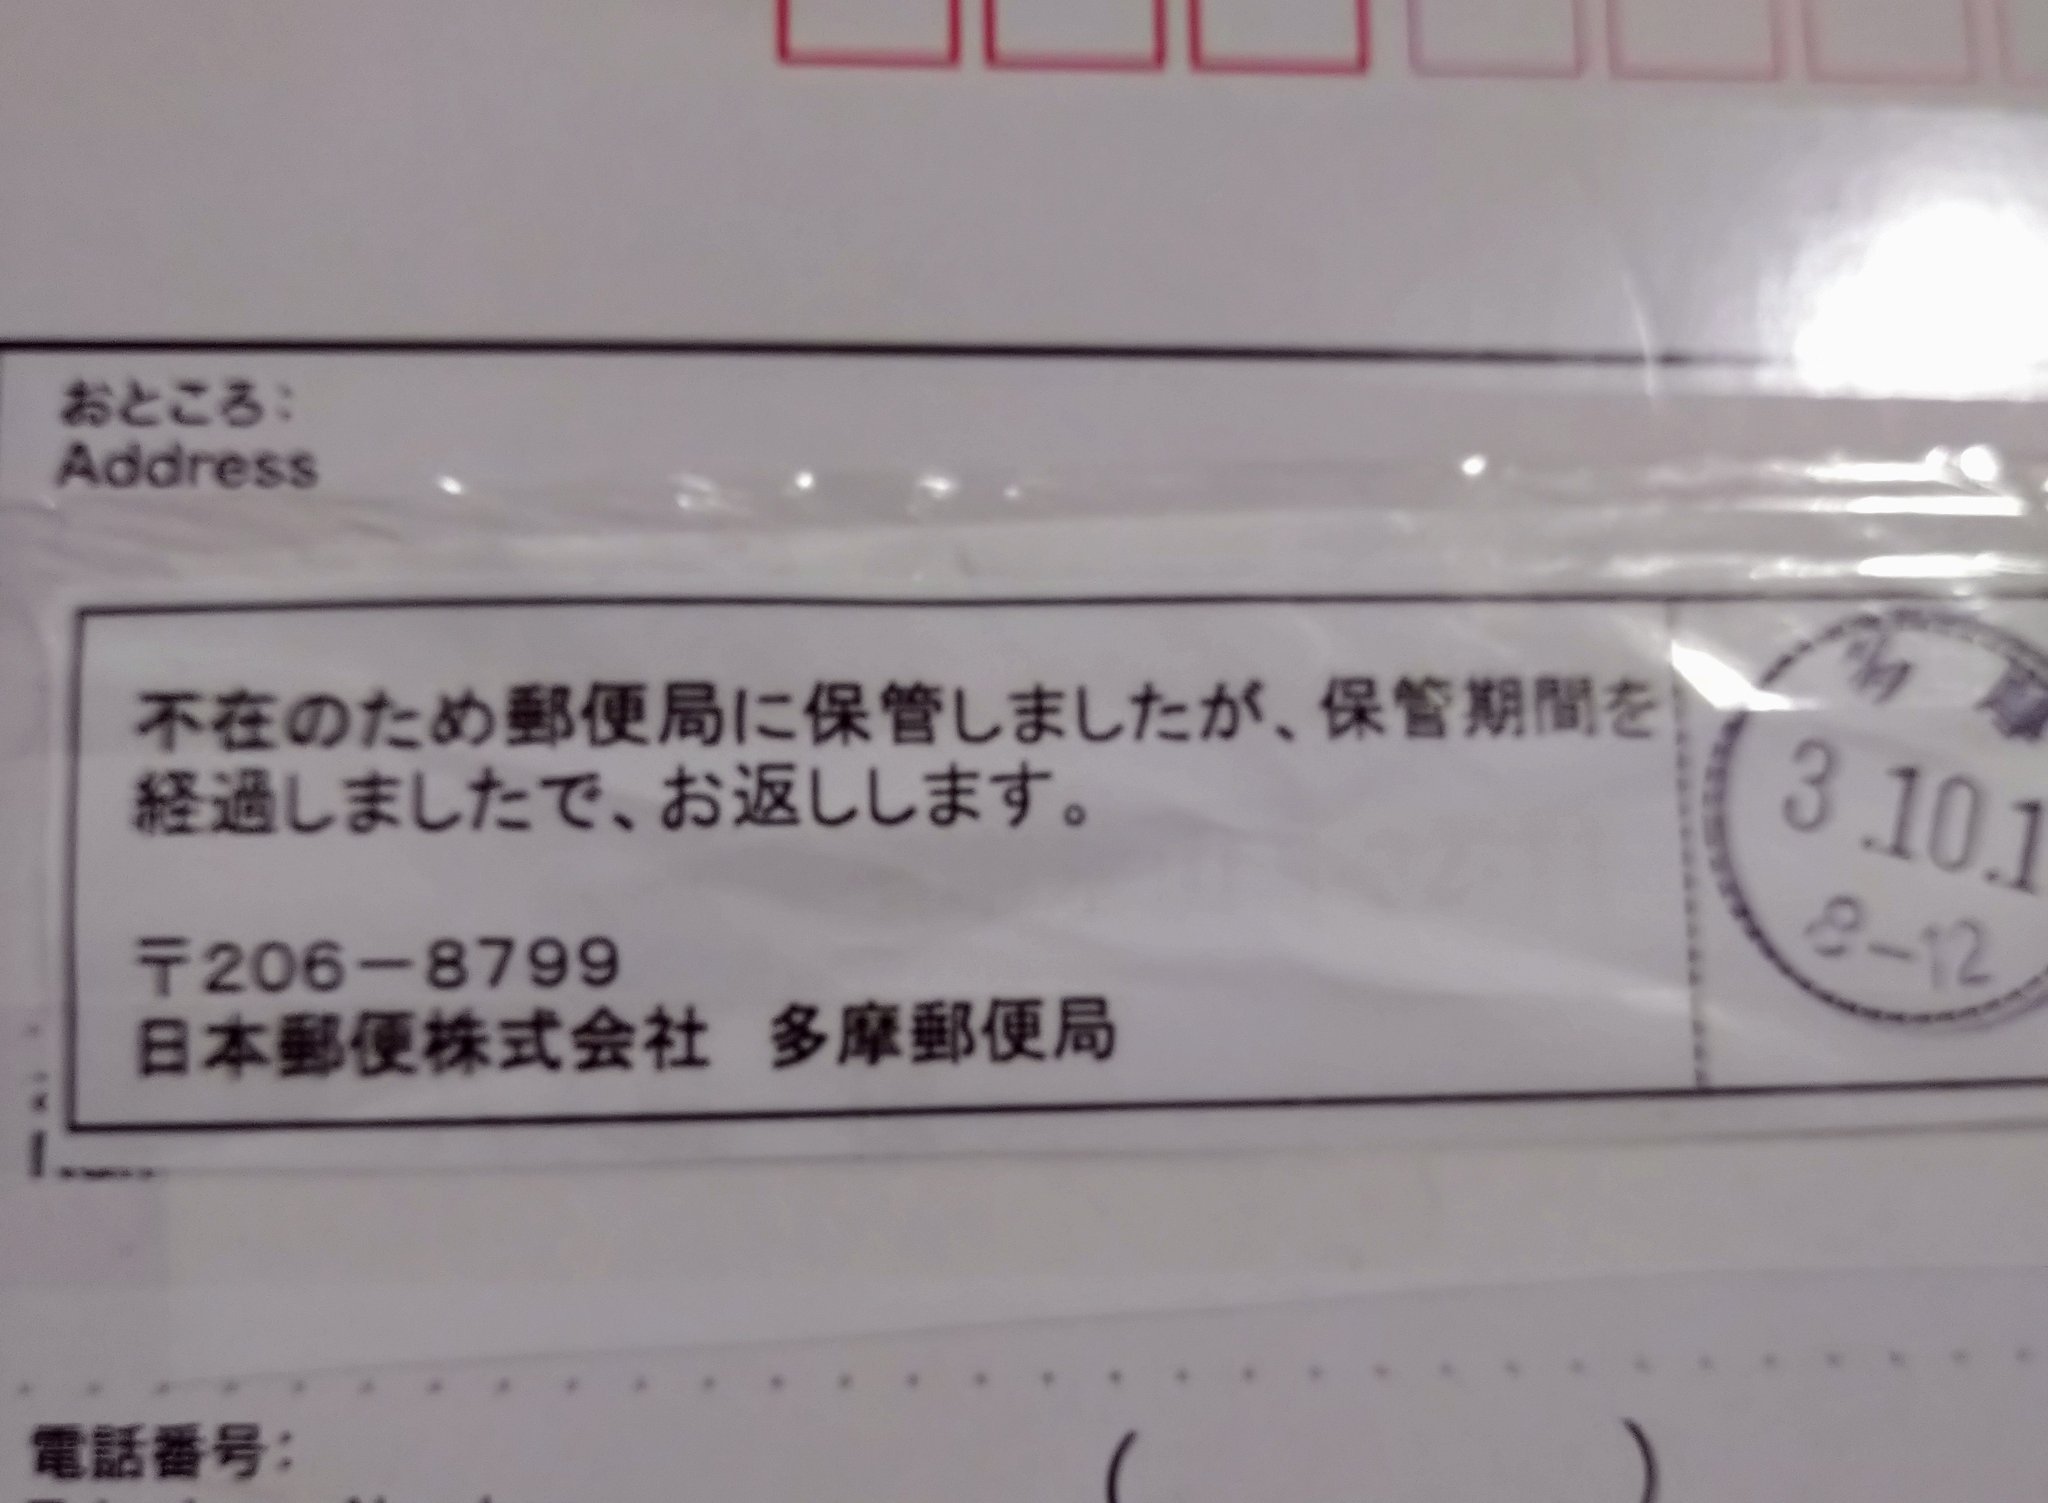 おところ：
Address
不在のため郵便局に保管しましたが、保管期間を
経過しましたで、お返しします。
〒206－8799
日本郵便株式会社　多摩郵便局
3.10.1
8-12
電話番号：
(　　)